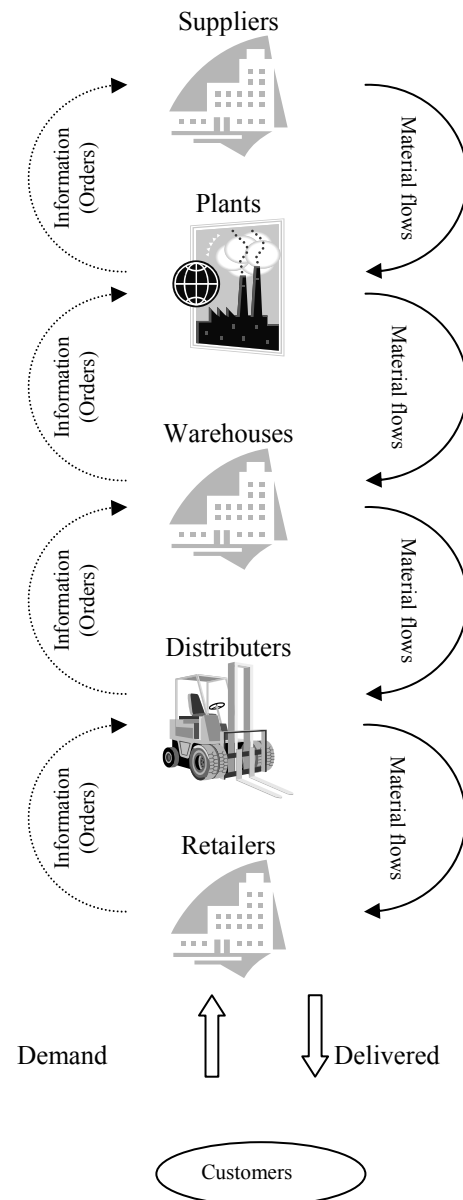 Suppliers
Information
(Orders)
Material flows
Plants
Information
(Orders)
Material flows
Warehouses
Information
(Orders)
Material flows
Distributers
Information
(Orders)
Material flows
Retailers
Demand
Delivered
Customers